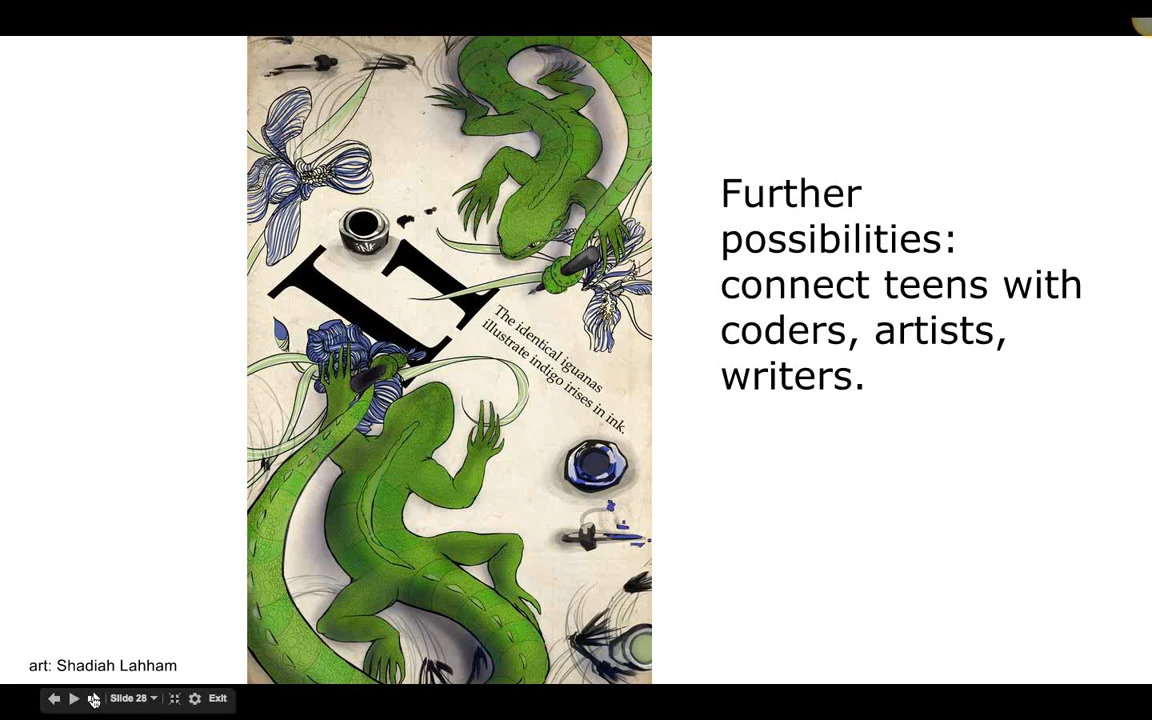 Ii
The identical iguanas
illustrate indigo irises in ink.
Further
possibilities:
connect teens with
coders, artists,
writers.
art: Shadiah Lahham
Slide 28
Exit